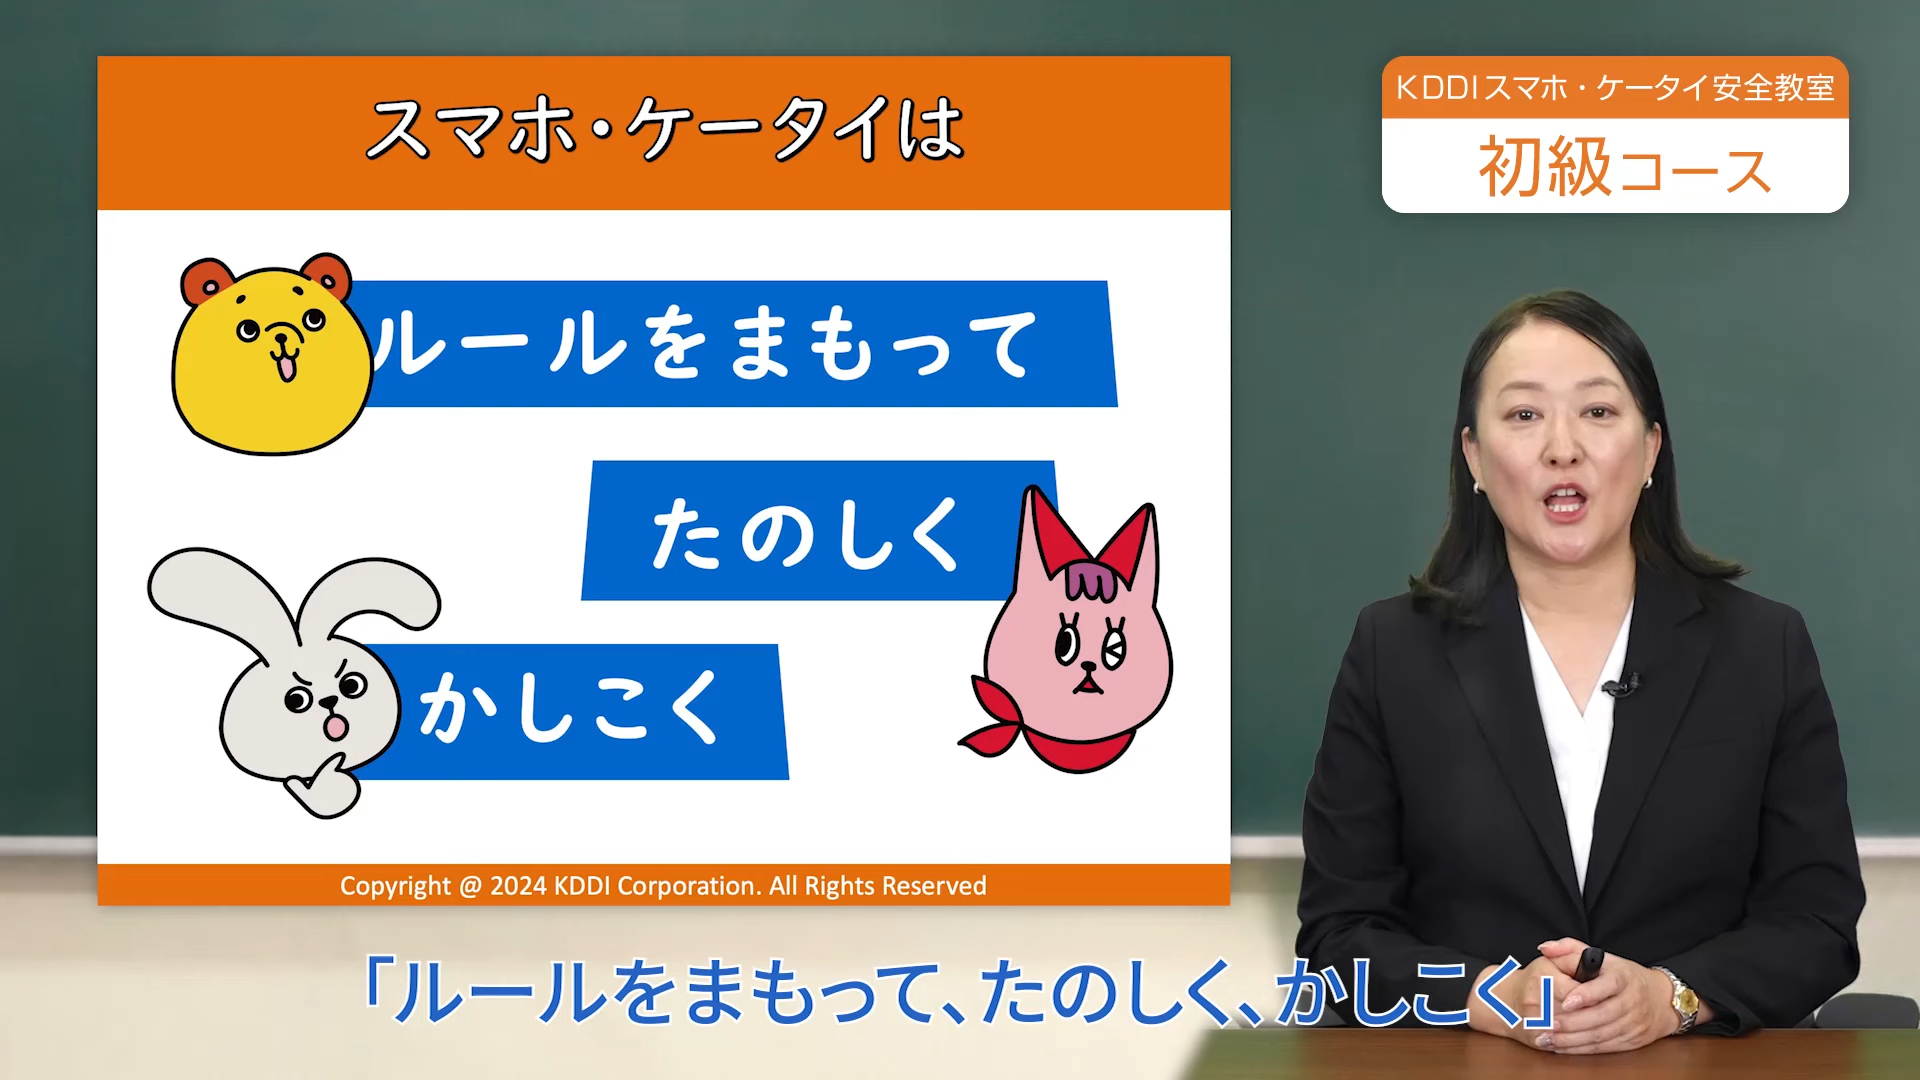 スマホ・ケータイは
ルールをまもって
たのしく
かしこく
Copyright @ 2024 KDDI Corporation. All Rights Reserved
KDDIスマホ・ケータイ安全教室
初級コース
「ルールをまもって、たのしく、かしこく」